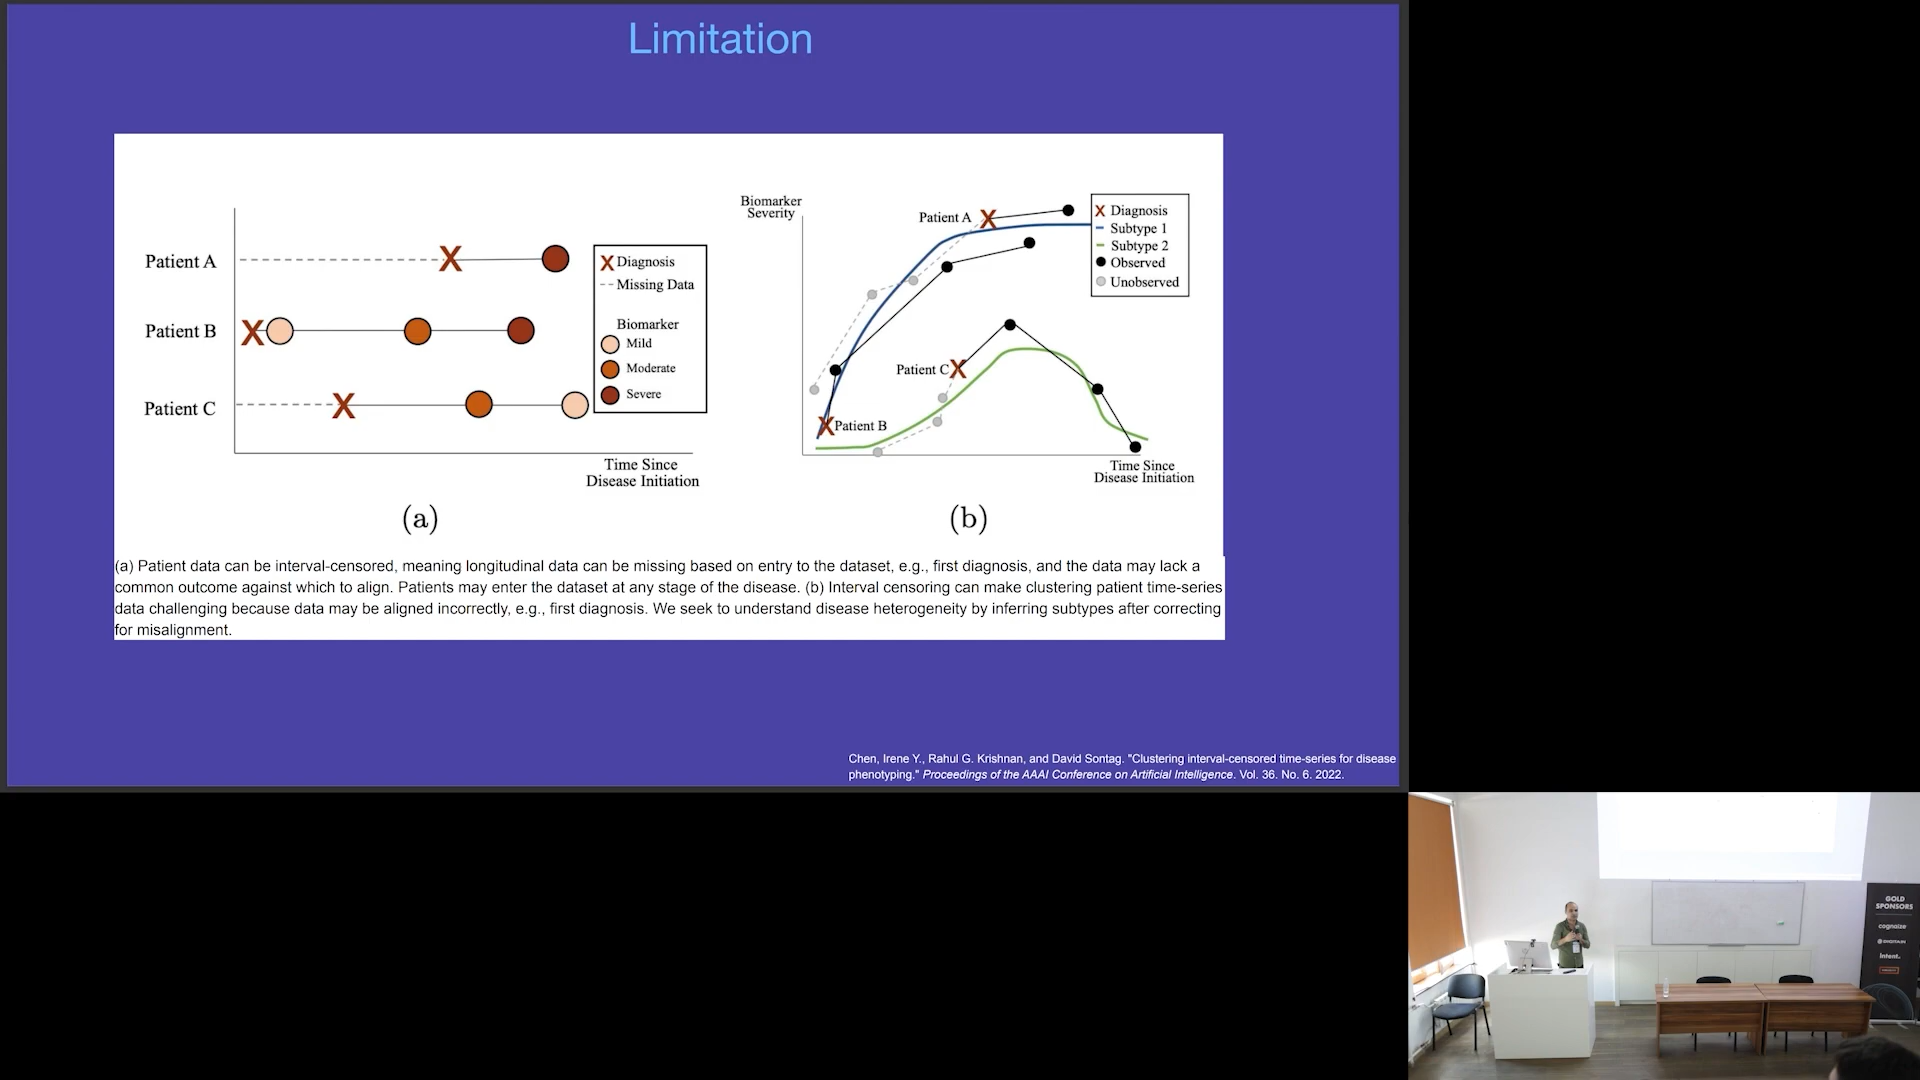 Limitation
Patient A
Patient B
Patient C
X Diagnosis
Missing Data
Biomarker
Mild
Moderate
Severe
Time Since
Disease Initiation
(a)
Biomarker
Severity
Patient A
Patient C
Patient B
X Diagnosis
Subtype 1
Subtype 2
Observed
Unobserved
Time Since
Disease Initiation
(b)
(a) Patient data can be interval-censored, meaning longitudinal data can be missing based on entry to the dataset, e.g., first diagnosis, and the data may lack a
common outcome against which to align. Patients may enter the dataset at any stage of the disease. (b) Interval censoring can make clustering patient time-series
data challenging because data may be aligned incorrectly, e.g., first diagnosis. We seek to understand disease heterogeneity by inferring subtypes after correcting
for misalignment.
Chen, Irene Y., Rahul G. Krishnan, and David Sontag. "Clustering interval-censored time-series for disease
phenotyping." Proceedings of the AAAI Conference on Artificial Intelligence. Vol. 36. No. 6. 2022.
GOLD
SPONSORS
cognaize
DIGITAIN
Intent.